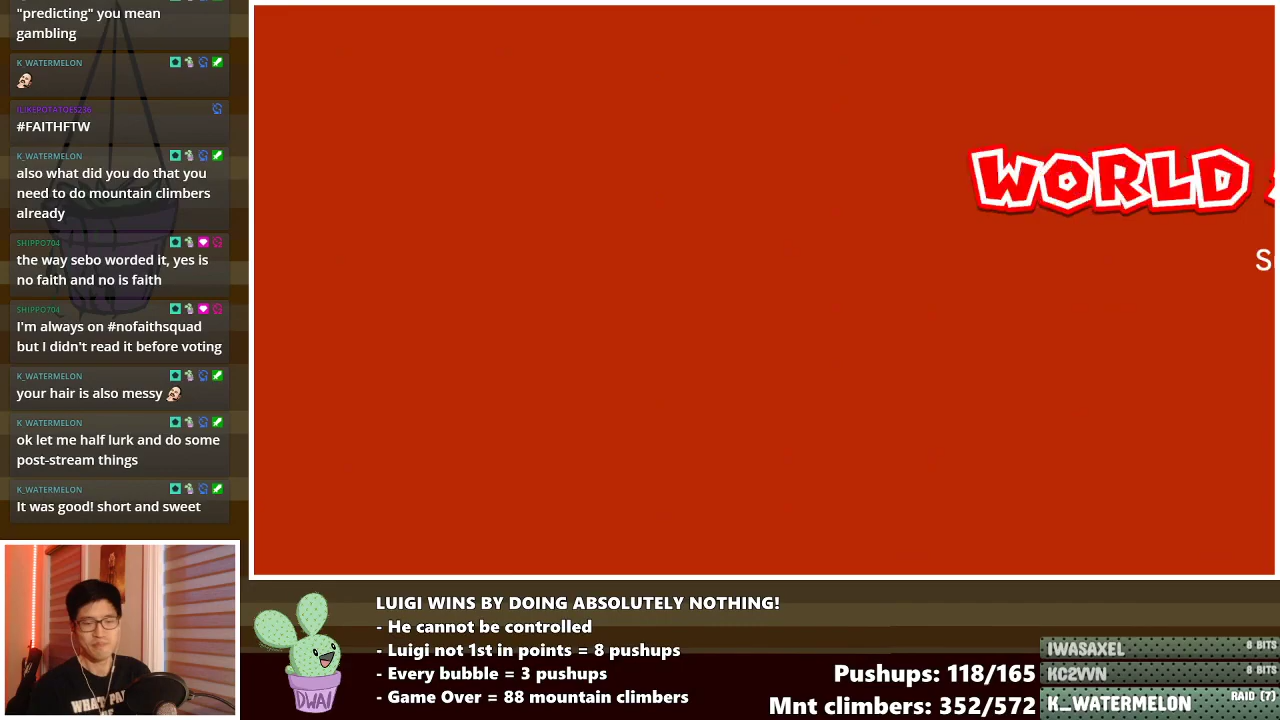 "predicting" you mean
gambling
K_WATERMELON
ILIKEPOTATOES236
#FAITHFTW
K_WATERMELON
also what did you do that you
need to do mountain climbers
already
SHIPPO704
the way sebo worded it, yes is
no faith and no is faith
SHIPPO704
I'm always on #nofaithsquad
but I didn't read it before voting
K_WATERMELON
your hair is also messy
K_WATERMELON
ok let me half lurk and do some
post-stream things
K_WATERMELON
It was good! short and sweet
WORLD
S
DWAI
LUIGI WINS BY DOING ABSOLUTELY NOTHING!
- He cannot be controlled
- Luigi not 1st in points = 8 pushups
- Every bubble = 3 pushups
- Game Over = 88 mountain climbers
Pushups: 118/165
Mnt climbers: 352/572
IWASAXEL 8 BITS
KC2VVN 8 BITS
K_WATERMELON RAID (7)